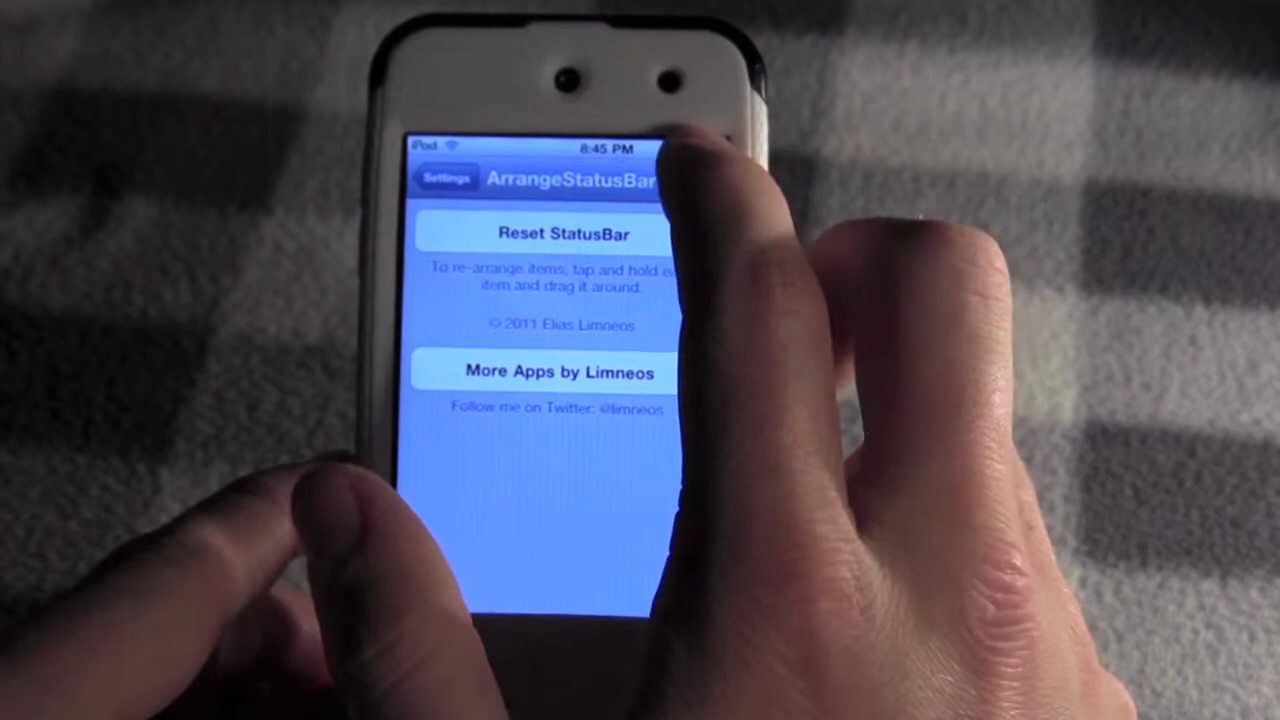 iPod 8:45 PM
Settings ArrangeStatusBar
Reset StatusBar
To re-arrange items, tap and hold
item and drag it around.
© 2011 Elias Limneos
More Apps by Limneos
Follow me on Twitter: @limneos